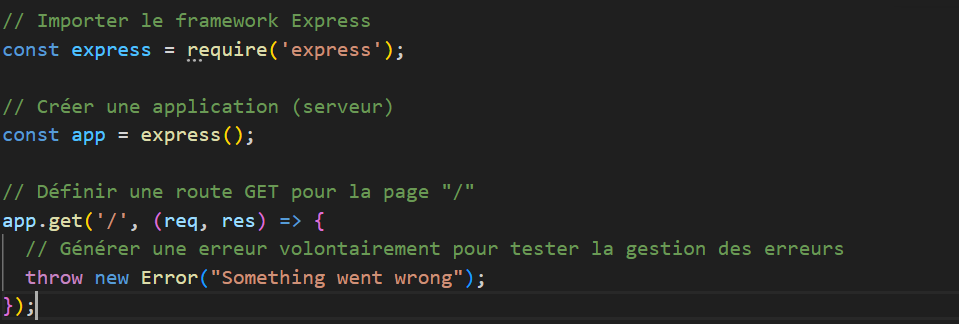 // Importer le framework Express
const express = require('express');
// Créer une application (serveur)
const app = express();
// Définir une route GET pour la page "/"
app.get('/', (req, res) => {
// Générer une erreur volontairement pour tester la gestion des erreurs
throw new Error("Something went wrong");
});